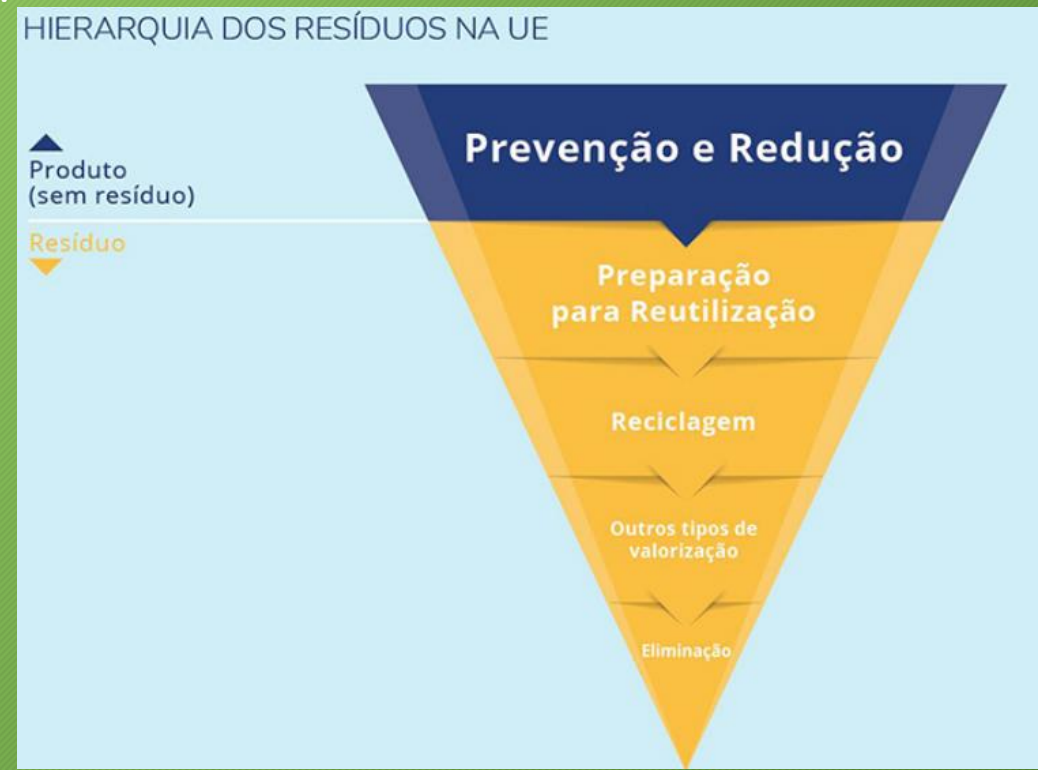 HIERARQUIA DOS RESÍDUOS NA UE
Prevenção e Redução
Produto
(sem resíduo)
Resíduo
Preparação
para Reutilização
Reciclagem
Outros tipos de
valorização
Eliminação